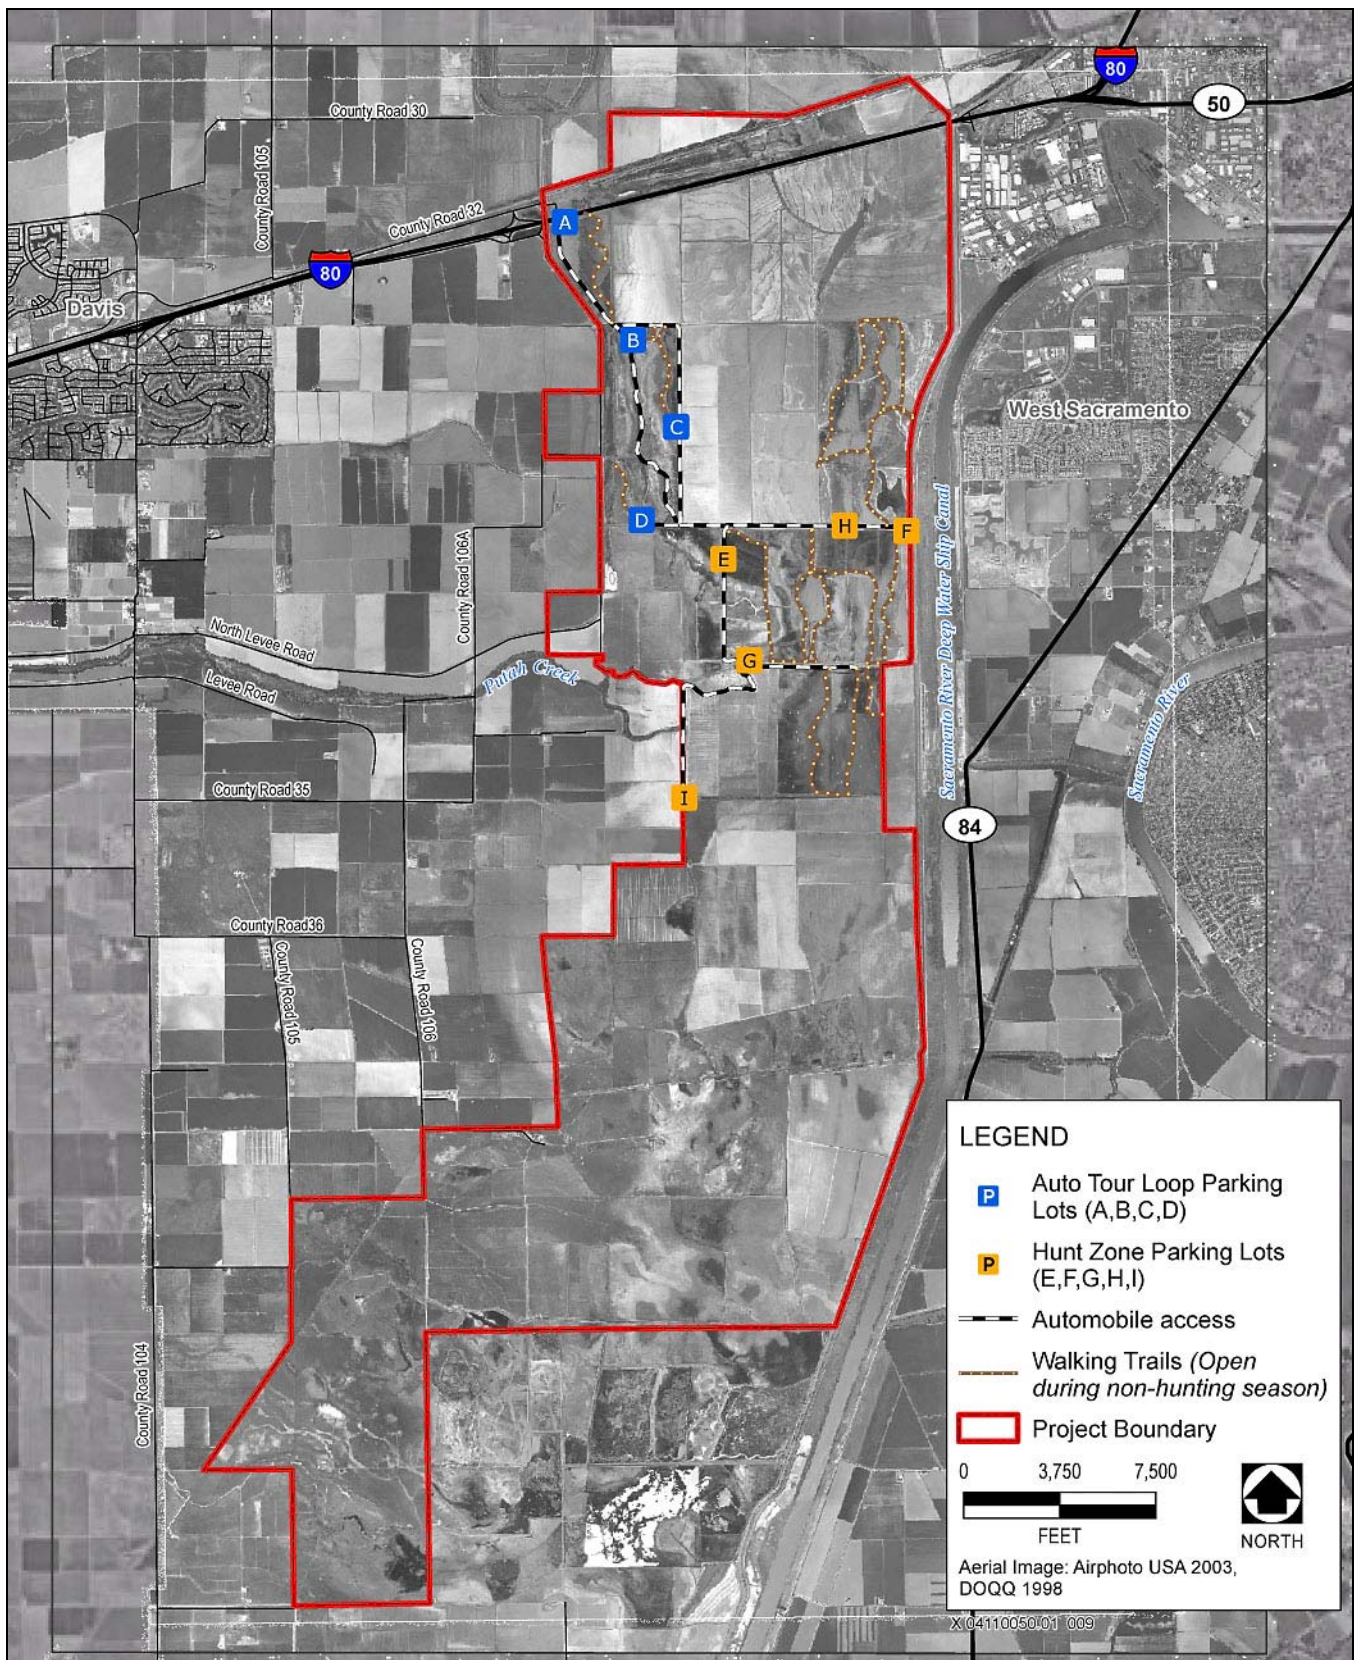 80
50
County Road 30
County Road 105
County Road 32
A
80
Davis
B
C
West Sacramento
D
H
F
E
County Road 106A
Sacramento River Deep Water Ship Canal
North Levee Road
Levee Road
Putah Creek
G
Sacramento River
County Road 35
I
84
County Road36
County Road 105
County Road 106
County Road 104
LEGEND
P Auto Tour Loop Parking
Lots (A,B,C,D)
P Hunt Zone Parking Lots
(E,F,G,H,I)
Automobile access
Walking Trails (Open
during non-hunting season)
Project Boundary
0 3,750 7,500
FEET
NORTH
Aerial Image: Airphoto USA 2003,
DOQQ 1998
X 04110050.01 009